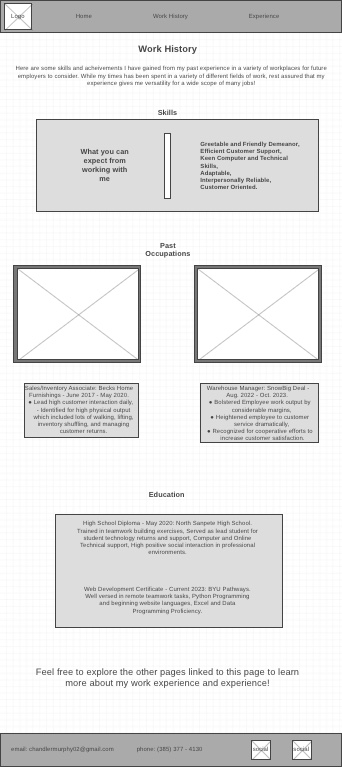 Logo
Home
Work History
Experience
Work History
Here are some skills and acheivements I have gained from my past experience in a variety of workplaces for future
employers to consider. While my times has been spent in a variety of different fields of work, rest assured that my
experience gives me versatility for a wide scope of many jobs!
Skills
What you can
expect from
working with
me
Greetable and Friendly Demeanor,
Efficient Customer Support,
Keen Computer and Technical
Skills,
Adaptable,
Interpersonally Reliable,
Customer Oriented.
Past
Occupations
Sales/Inventory Associate: Becks Home
Furnishings - June 2017 - May 2020.
● Lead high customer interaction daily,
- Identified for high physical output
which included lots of walking, lifting,
inventory shuffling, and managing
customer returns.
Warehouse Manager: SnowBig Deal -
Aug. 2022 - Oct. 2023.
● Bolstered Employee work output by
considerable margins,
● Heightened employee to customer
service dramatically,
● Recognized for cooperative efforts to
increase customer satisfaction.
Education
High School Diploma - May 2020: North Sanpete High School.
Trained in teamwork building exercises, Served as lead student for
student technology returns and support, Computer and Online
Technical support, High positive social interaction in professional
environments.
Web Development Certificate - Current 2023: BYU Pathways.
Well versed in remote teamwork tasks, Python Programming
and beginning website languages, Excel and Data
Programming Proficiency.
Feel free to explore the other pages linked to this page to learn
more about my work experience and experience!
email: chandlermurphy02@gmail.com
phone: (385) 377 - 4130
social
social